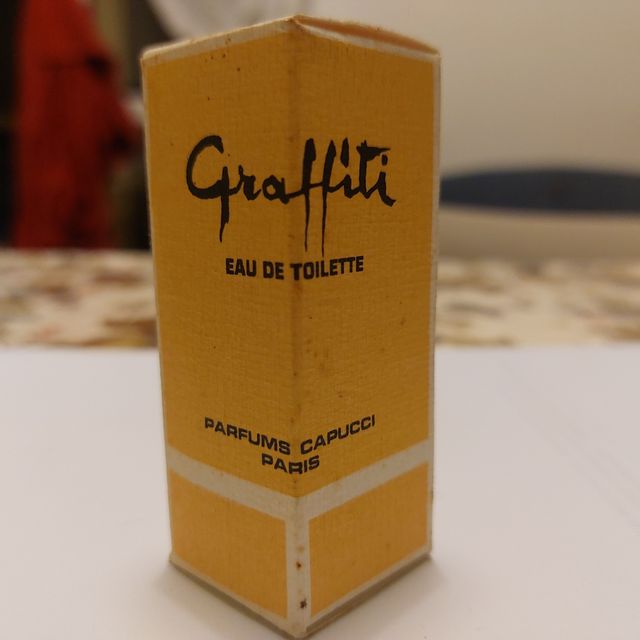 Graffiti
EAU DE TOILETTE
PARFUMS CAPUCCI
PARIS